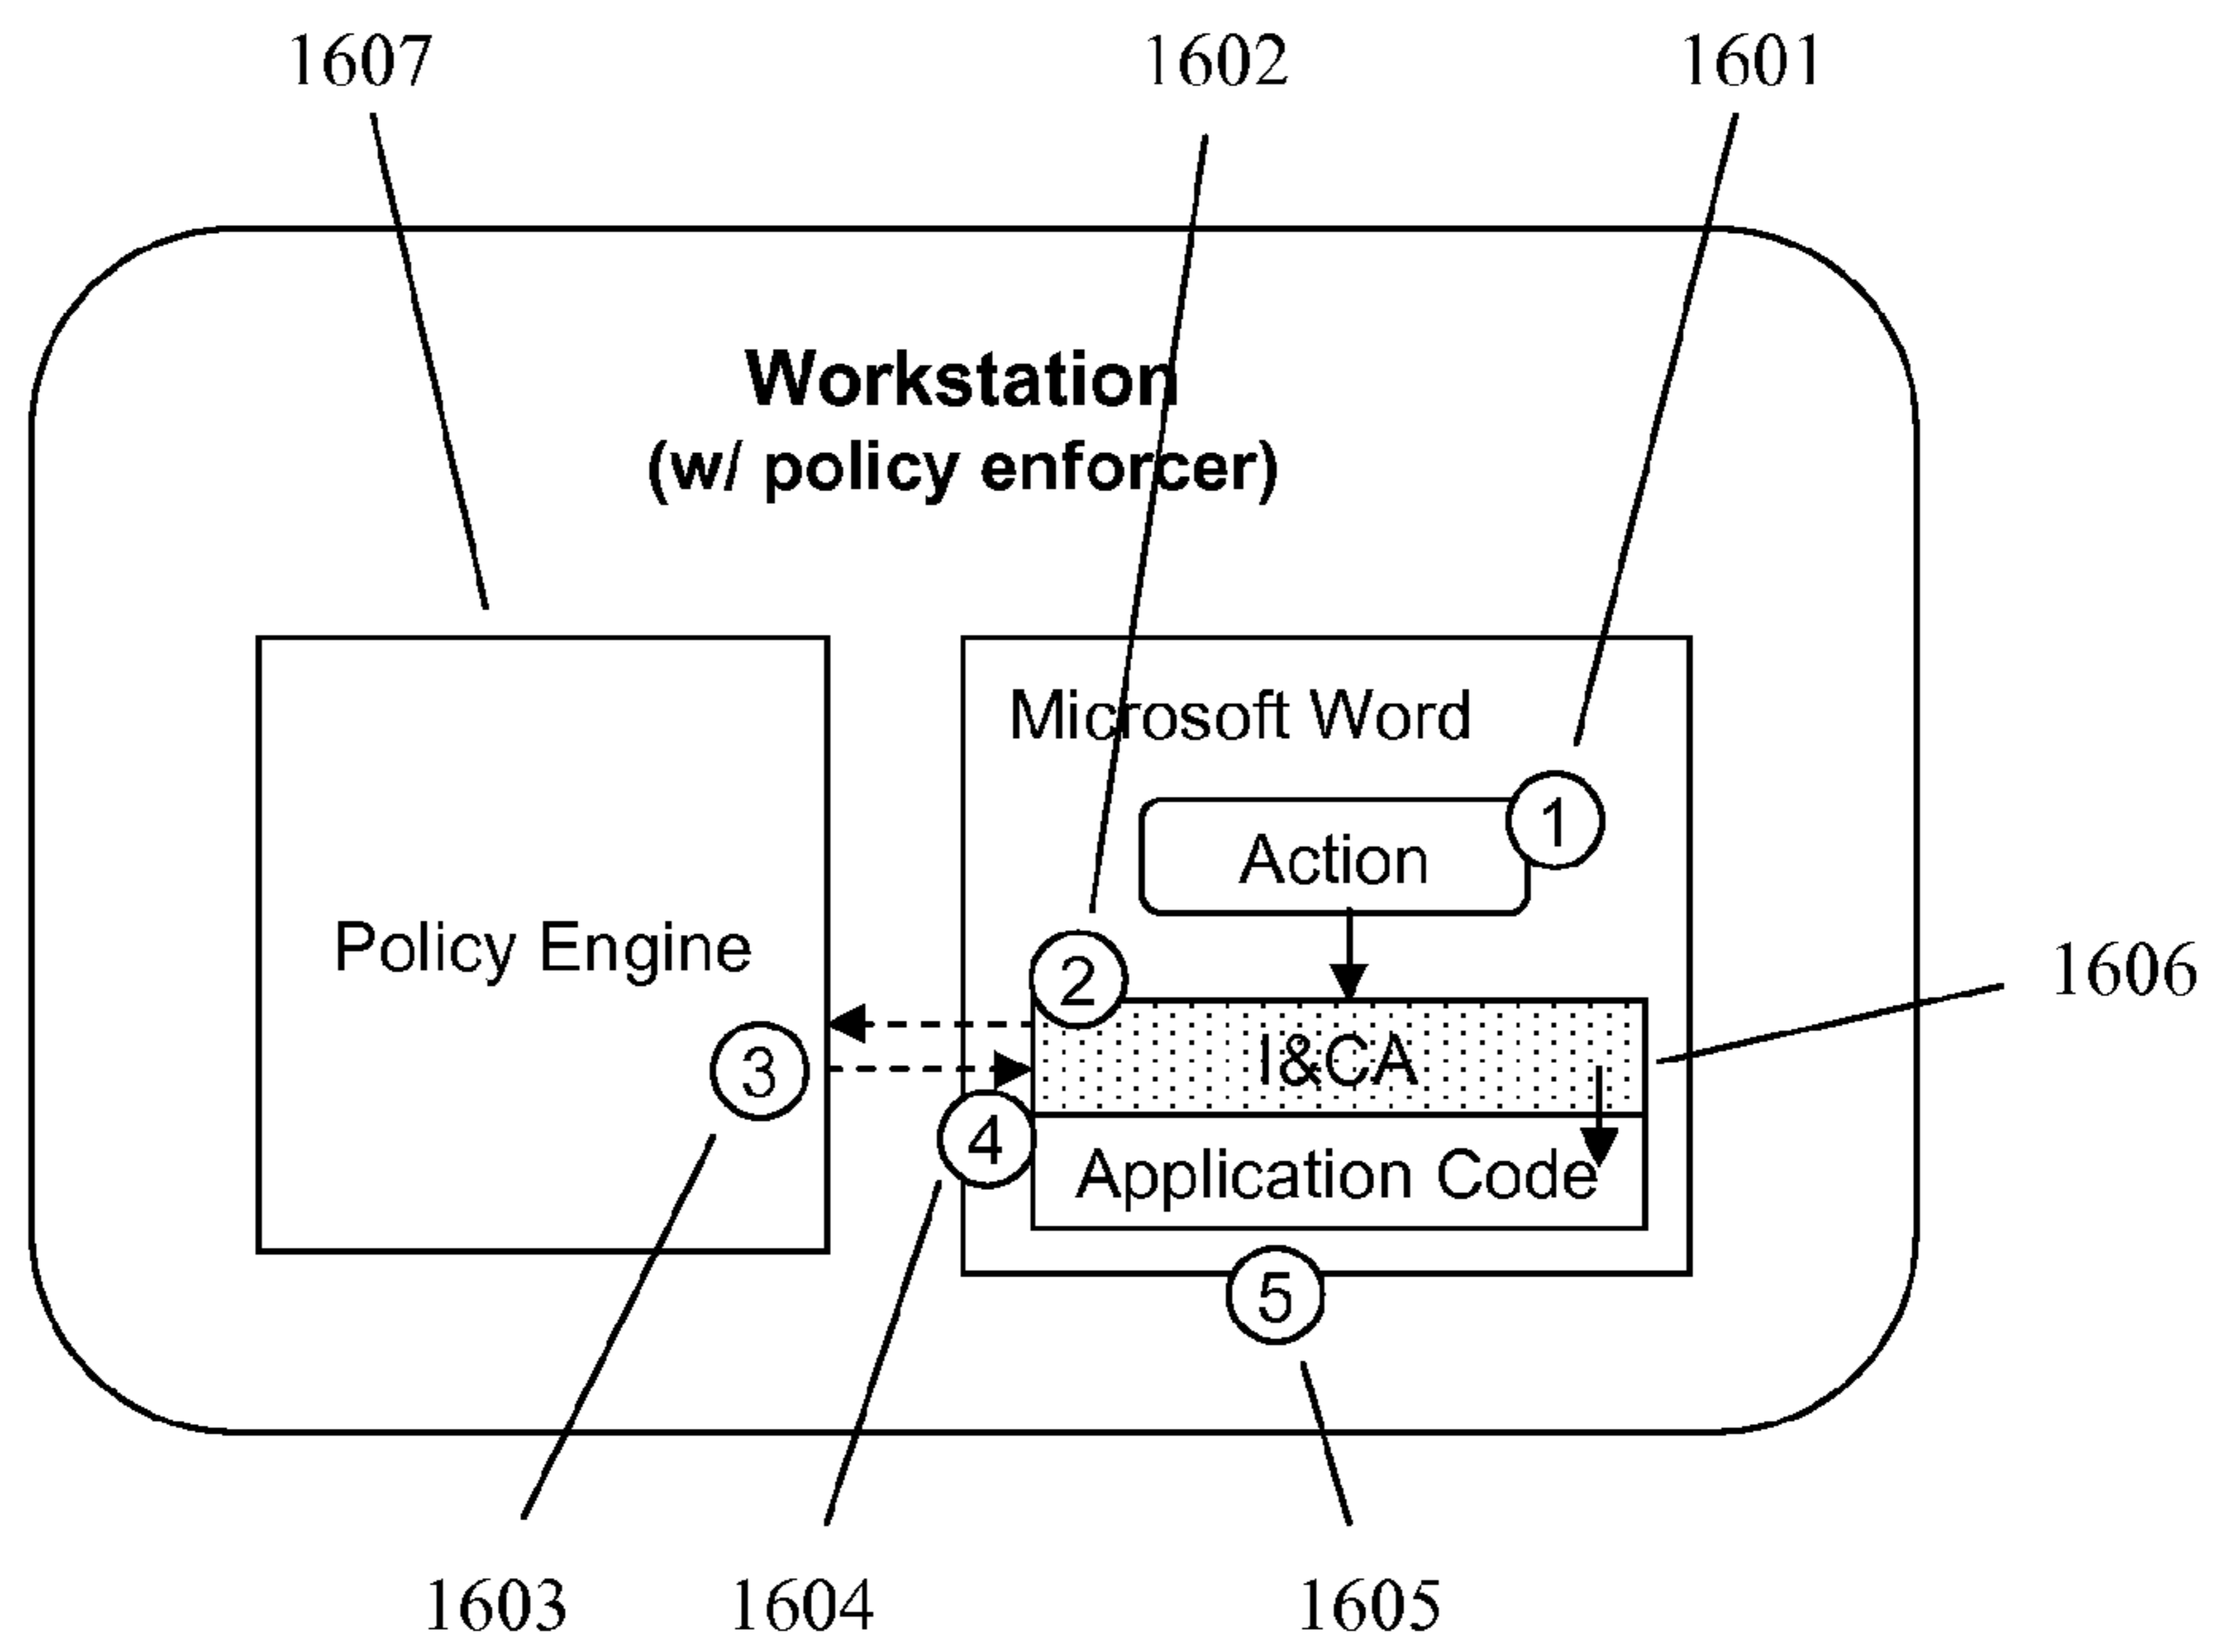 1607
1602
1601
Workstation
(w/ policy enforcer)
Microsoft Word
1
Action
Policy Engine
2
1606
I&CA
3
4
Application Code
5
1603
1604
1605